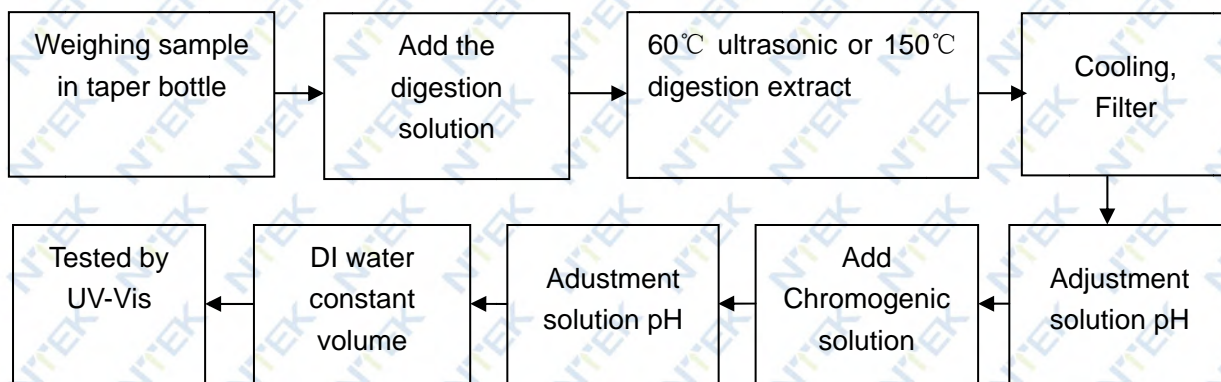 Weighing sample
in taper bottle
Add the
digestion
solution
60℃ ultrasonic or 150℃
digestion extract
Cooling,
Filter
Adjustment
solution pH
Add
Chromogenic
solution
Adustment
solution pH
DI water
constant
volume
Tested by
UV-Vis
NTEK